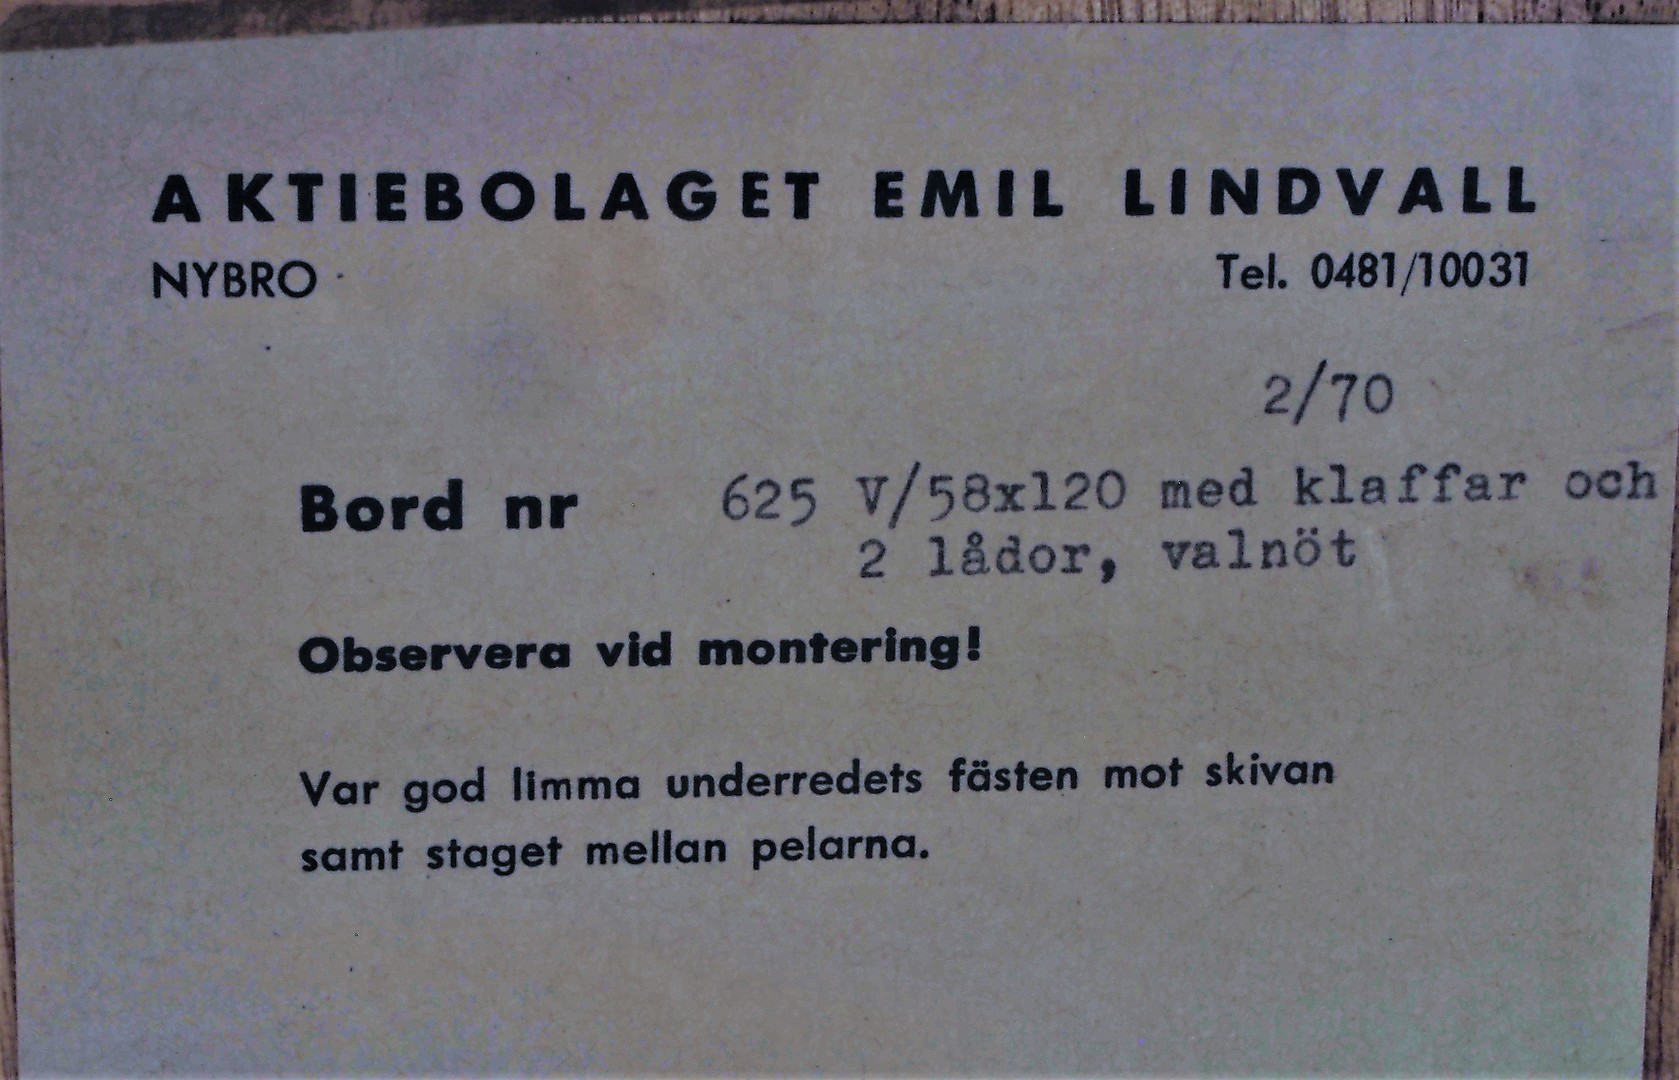 AKTIEBOLAGET EMIL LINDVALL
NYBRO
Tel. 0481/10031
2/70
Bord nr 625 V/58x120 med klaffar och
2 lådor, valnöt
Observera vid montering!
Var god limma underredets fästen mot skivan
samt staget mellan pelarna.